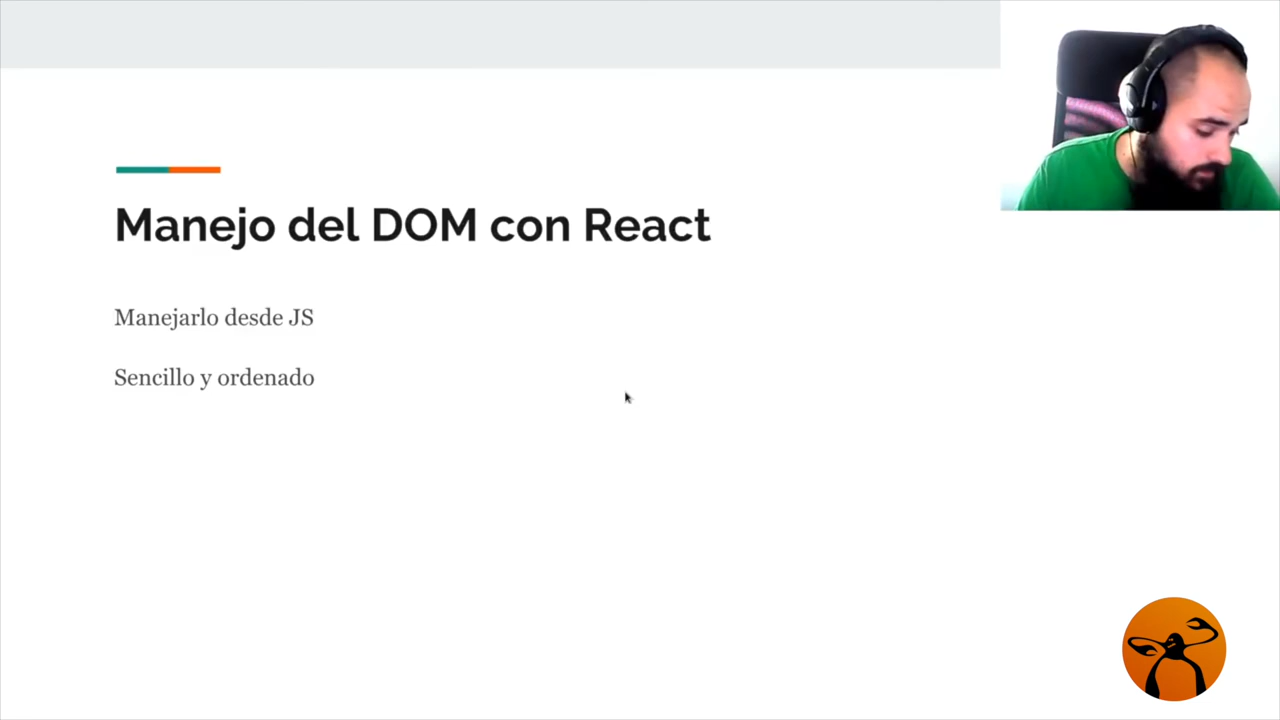 Manejo del DOM con React
Manejarlo desde JS
Sencillo y ordenado